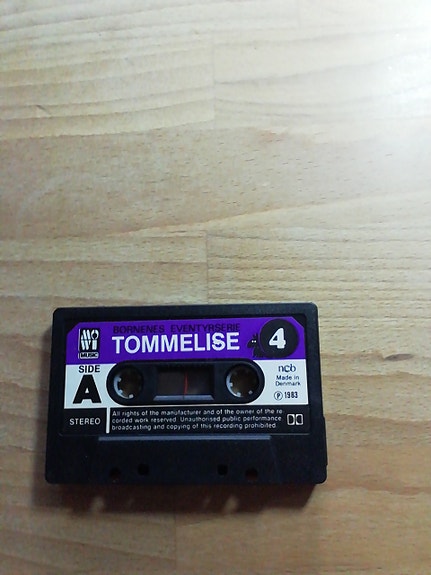 MOWI
MUSIC
BØRNENES EVENTYRSERIE
TOMMELISE
4
SIDE
A
ncb
Made in
Denmark
℗ 1983
STEREO
All rights of the manufacturer and of the owner of the re
corded work reserved. Unauthorised public performance
broadcasting and copying of this recording prohibited.